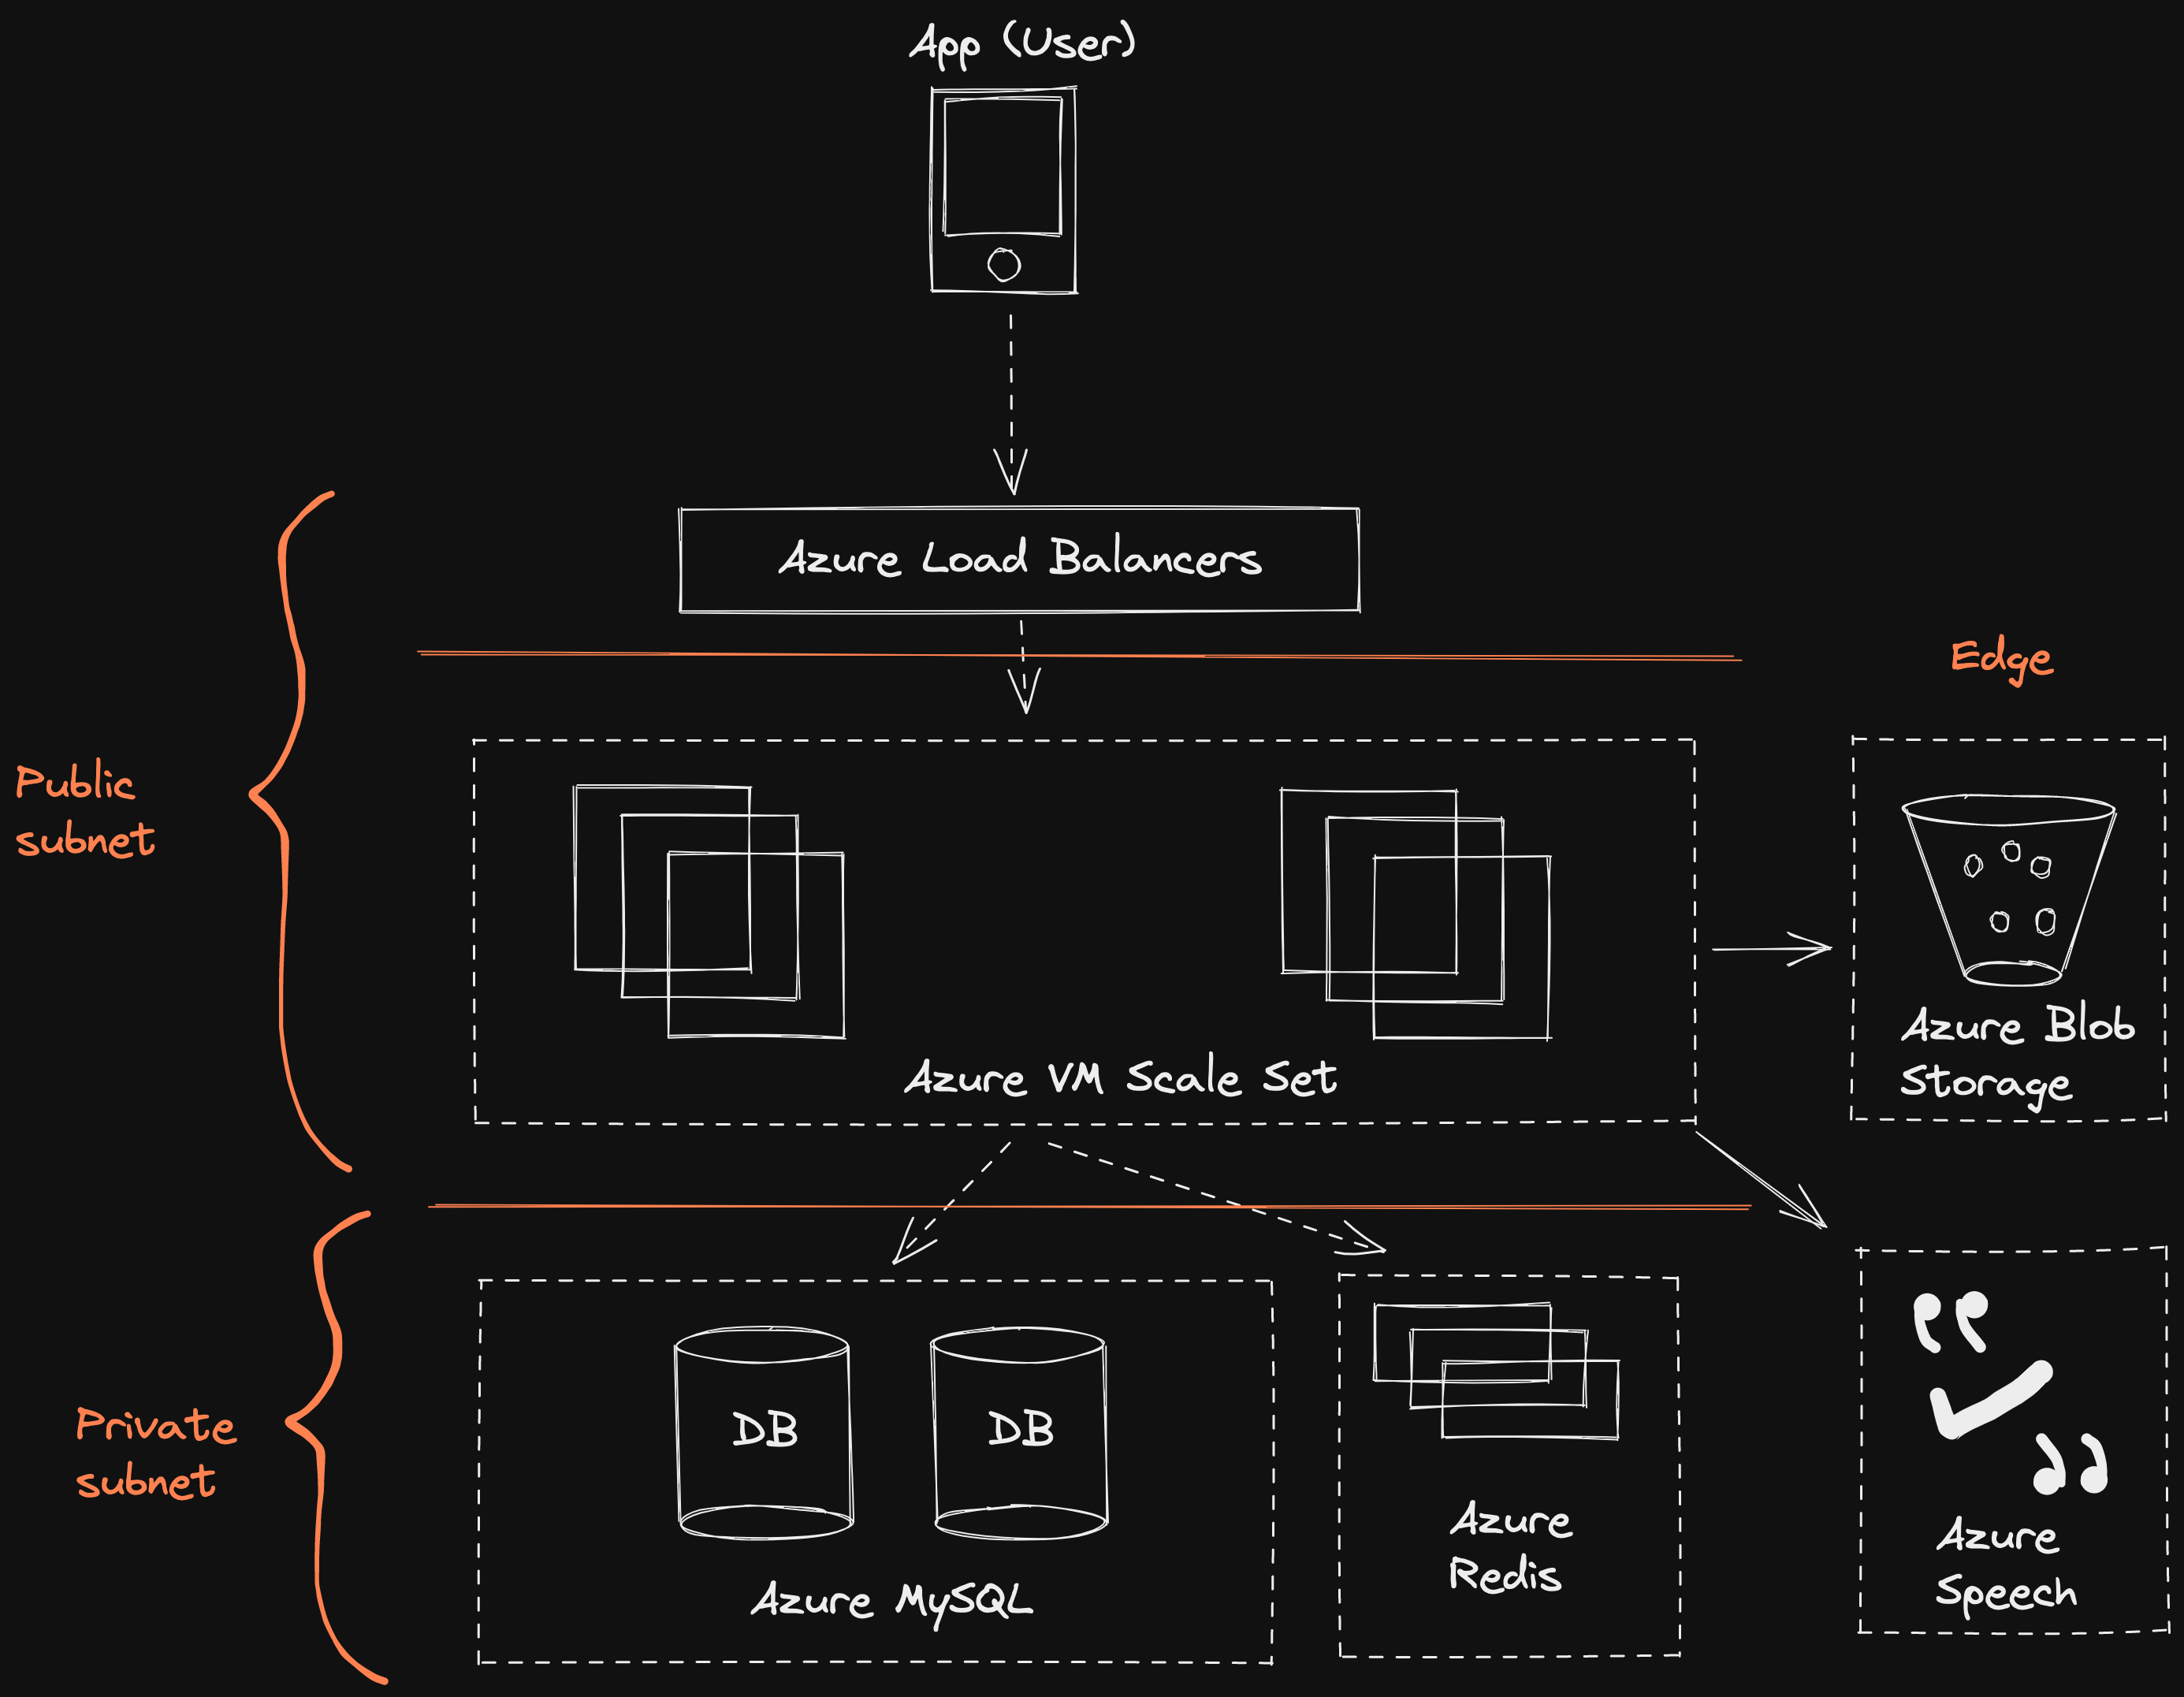 App (User)
Azure Load Balancers
Edge
Public
subnet
Azure VM Scale Set
Azure Blob
Storage
Private
subnet
DB
DB
Azure MySQL
Azure
Redis
Azure
Speech